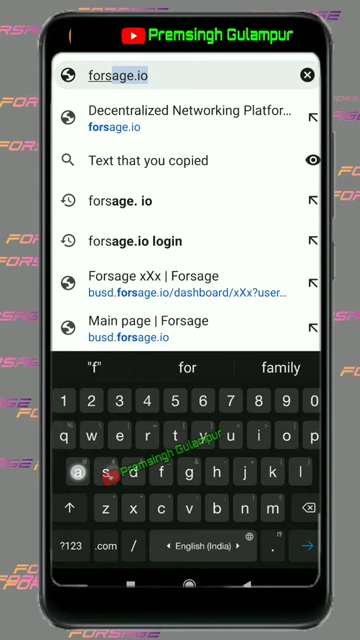 Premsingh Gulampur
forsage.io
Decentralized Networking Platfor...
forsage.io
Text that you copied
forsage. io
forsage.io login
Forsage xXx | Forsage
busd.forsage.io/dashboard/xXx?user...
Main page | Forsage
busd.forsage.io
"f" for family
1 2 3 4 5 6 7 8 9 0
q w e r t y u i o p
Premsingh Gulampur
a s d f g h j k l
z x c v b n m
?123 .com / English (India) .